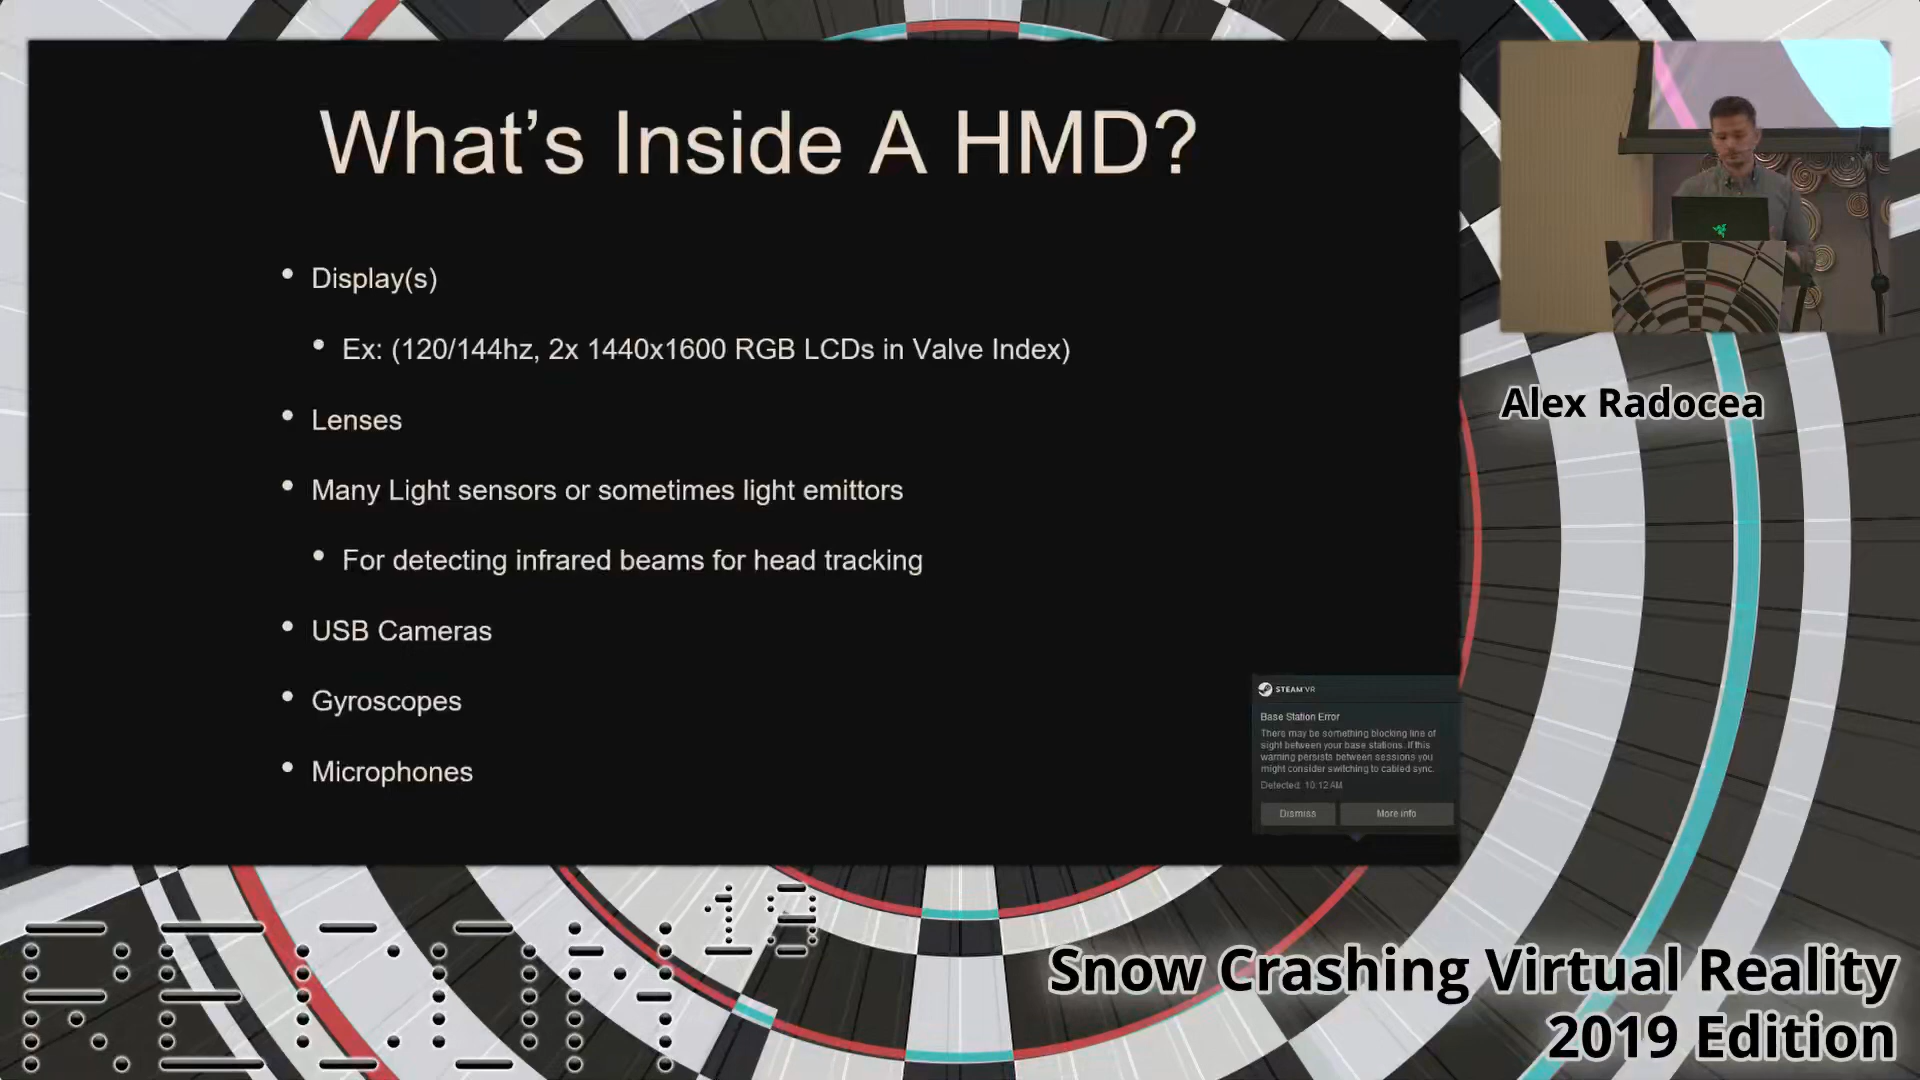 What’s Inside A HMD?
Display(s)
Ex: (120/144hz, 2x 1440x1600 RGB LCDs in Valve Index)
Lenses
Many Light sensors or sometimes light emittors
For detecting infrared beams for head tracking
USB Cameras
Gyroscopes
Microphones
STEAMVR
Base Station Error
There may be something blocking line of
sight between your base stations. If this
warning persists between sessions you
might consider switching to cabled sync.
Detected: 10:12 AM
Dismiss
More info
Alex Radocea
RECON 19
Snow Crashing Virtual Reality
2019 Edition